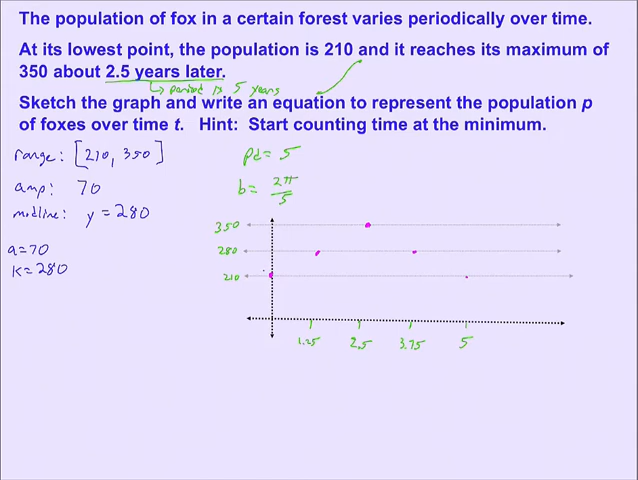 The population of fox in a certain forest varies periodically over time.
At its lowest point, the population is 210 and it reaches its maximum of
350 about 2.5 years later.
period is 5 years
Sketch the graph and write an equation to represent the population p
of foxes over time t. Hint: Start counting time at the minimum.
range: [210, 350]
amp: 70
midline: y = 280
a=70
k=280
pd = 5
b = 2π/5
350
280
210
1.25 2.5 3.75 5